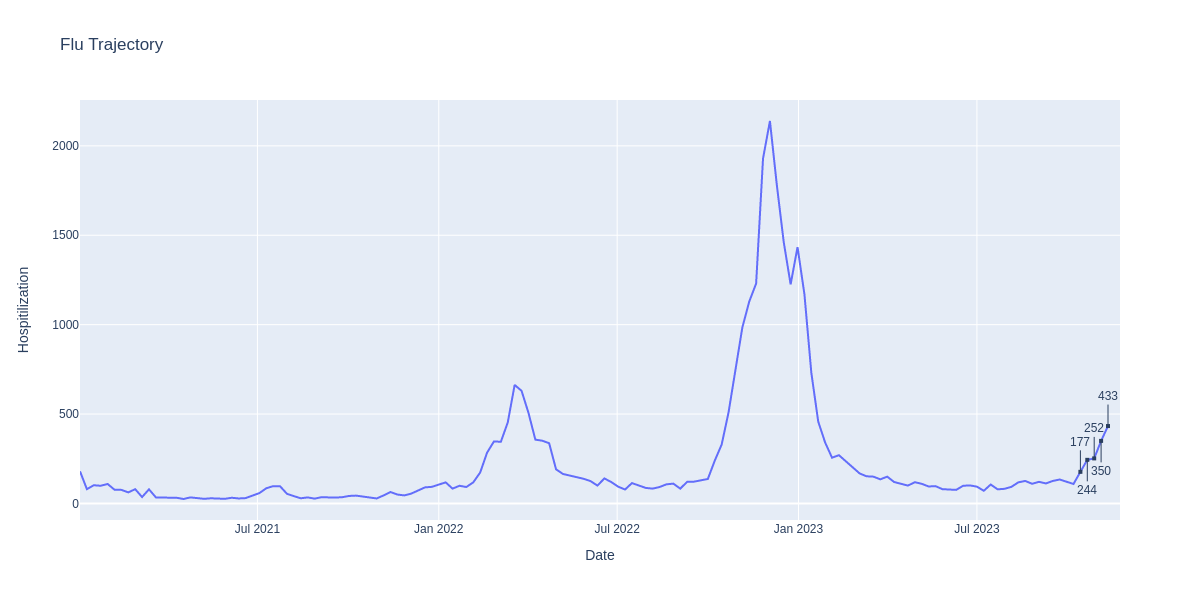 Flu Trajectory
Hospitilization
2000
1500
1000
500
0
433
252
177
350
244
Jul 2021
Jan 2022
Jul 2022
Jan 2023
Jul 2023
Date